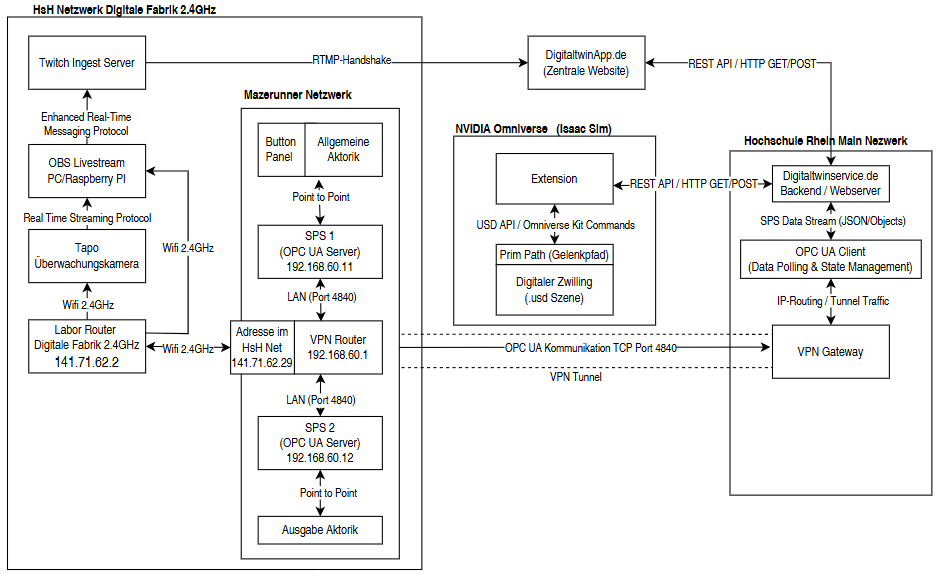 HsH Netzwerk Digitale Fabrik 2.4GHz
Twitch Ingest Server
RTMP-Handshake
DigitaltwinApp.de
(Zentrale Website)
REST API / HTTP GET/POST
Enhanced Real-Time
Messaging Protocol
OBS Livestream
PC/Raspberry PI
Real Time Streaming Protocol
Tapo
Überwachungskamera
Wifi 2.4GHz
Wifi 2.4GHz
Labor Router
Digitale Fabrik 2.4GHz
141.71.62.2
Wifi 2.4GHz
Mazerunner Netzwerk
Button
Panel
Allgemeine
Aktorik
Point to Point
SPS 1
(OPC UA Server)
192.168.60.11
LAN (Port 4840)
Adresse im
HsH Net
141.71.62.29
VPN Router
192.168.60.1
LAN (Port 4840)
SPS 2
(OPC UA Server)
192.168.60.12
Point to Point
Ausgabe Aktorik
NVIDIA Omniverse (Isaac Sim)
Extension
REST API / HTTP GET/POST
USD API / Omniverse Kit Commands
Prim Path (Gelenkpfad)
Digitaler Zwilling
(.usd Szene)
OPC UA Kommunikation TCP Port 4840
VPN Tunnel
Hochschule Rhein Main Nezwerk
Digitaltwinservice.de
Backend / Webserver
SPS Data Stream (JSON/Objects)
OPC UA Client
(Data Polling & State Management)
IP-Routing / Tunnel Traffic
VPN Gateway